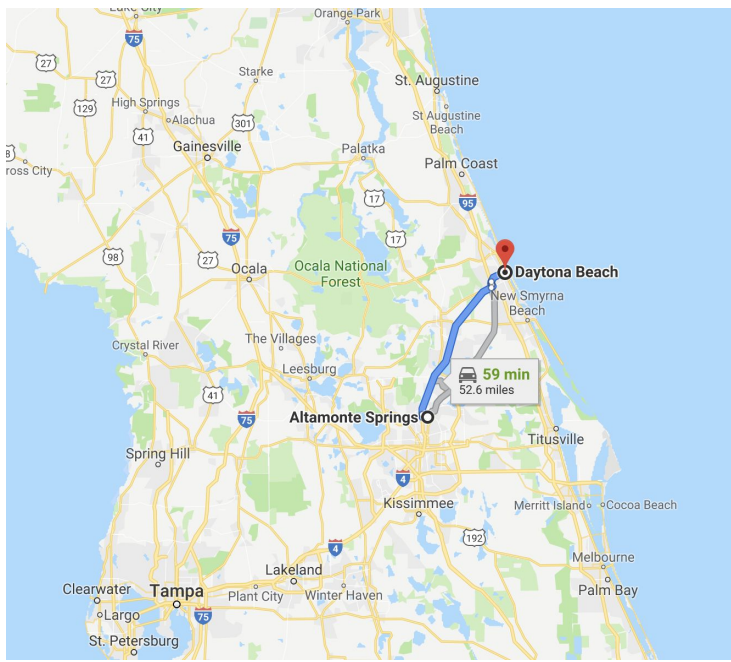 Lake City
Orange Park
75
27
27
Starke
St. Augustine
High Springs
129
Alachua
301
St Augustine
Beach
41
Gainesville
8
Palatka
Palm Coast
ross City
17
95
98
75
17
27
Ocala
Ocala National
Forest
Daytona Beach
New Smyrna
Beach
The Villages
Crystal River
Leesburg
59 min
52.6 miles
41
75
Altamonte Springs
Titusville
Spring Hill
4
Kissimmee
Merritt Island
Cocoa Beach
192
4
Melbourne
Lakeland
Clearwater
Tampa
Plant City
Winter Haven
Palm Bay
Largo
75
St. Petersburg